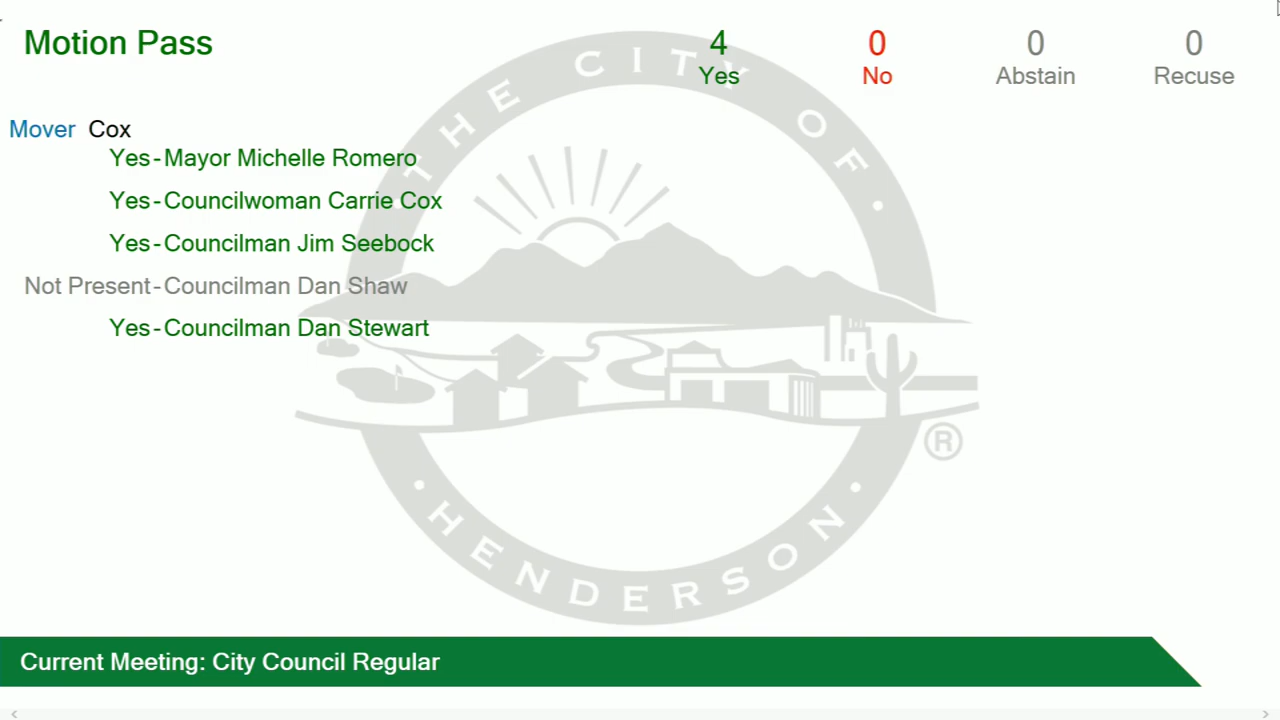 Motion Pass
4 0 0 0
Yes No Abstain Recuse
Mover Cox
Yes - Mayor Michelle Romero
Yes - Councilwoman Carrie Cox
Yes - Councilman Jim Seebock
Not Present - Councilman Dan Shaw
Yes - Councilman Dan Stewart
THE CITY OF
HENDERSON
®
Current Meeting: City Council Regular